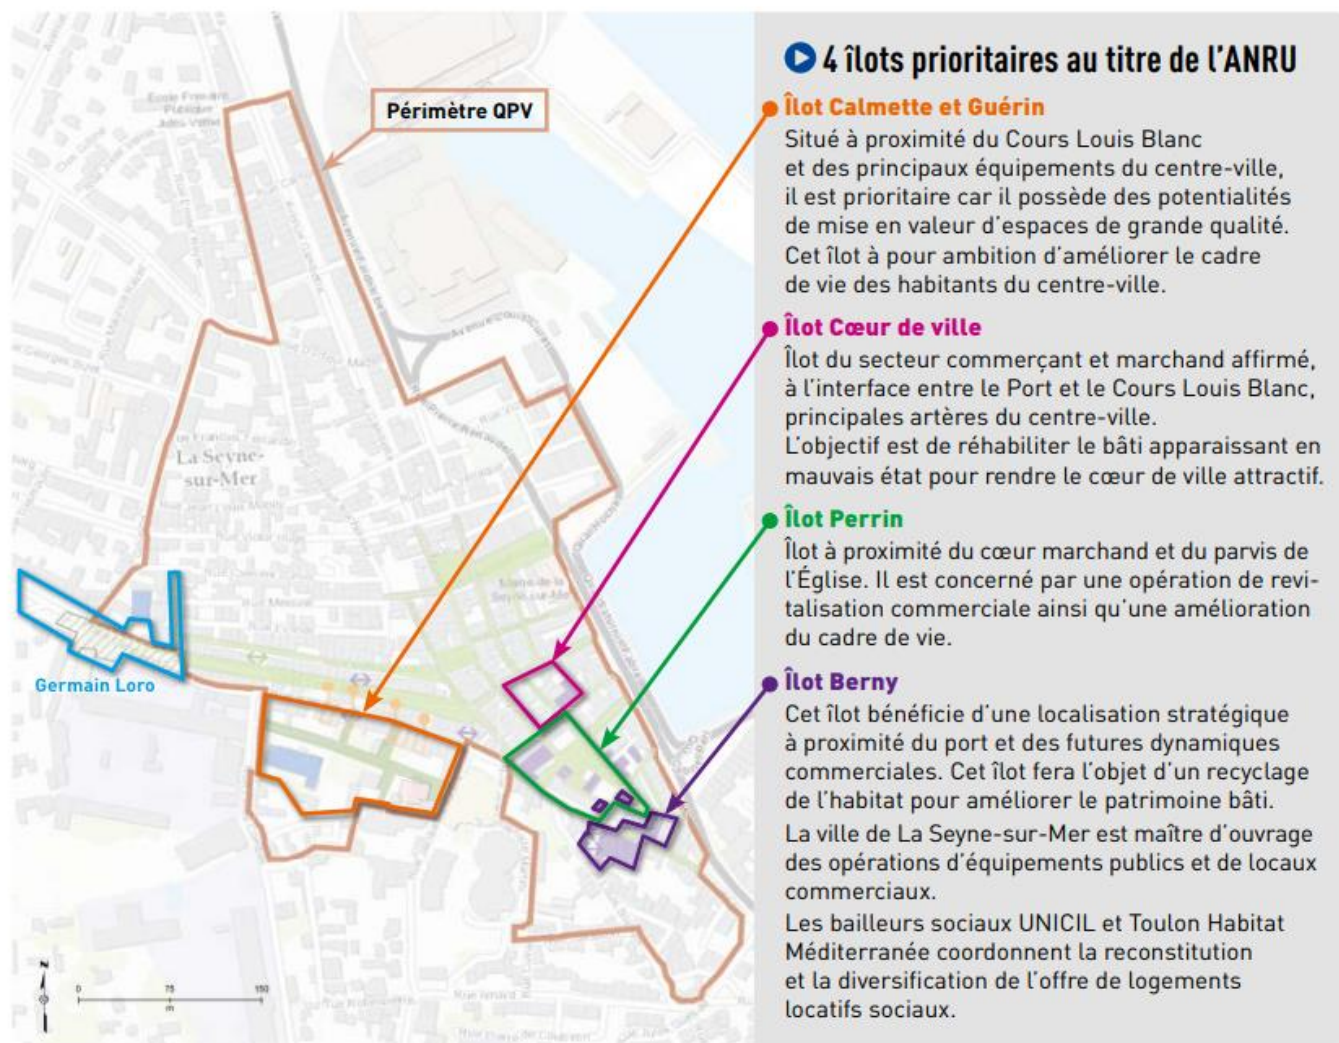 Périmètre QPV
La Seyne-
sur-Mer
Germain Loro
0 75 150
m
4 îlots prioritaires au titre de l'ANRU
Îlot Calmette et Guérin
Situé à proximité du Cours Louis Blanc
et des principaux équipements du centre-ville,
il est prioritaire car il possède des potentialités
de mise en valeur d'espaces de grande qualité.
Cet îlot à pour ambition d'améliorer le cadre
de vie des habitants du centre-ville.
Îlot Cœur de ville
Îlot du secteur commerçant et marchand affirmé,
à l'interface entre le Port et le Cours Louis Blanc,
principales artères du centre-ville.
L'objectif est de réhabiliter le bâti apparaissant en
mauvais état pour rendre le cœur de ville attractif.
Îlot Perrin
Îlot à proximité du cœur marchand et du parvis de
l'Église. Il est concerné par une opération de revi-
talisation commerciale ainsi qu'une amélioration
du cadre de vie.
Îlot Berny
Cet îlot bénéficie d'une localisation stratégique
à proximité du port et des futures dynamiques
commerciales. Cet îlot fera l'objet d'un recyclage
de l'habitat pour améliorer le patrimoine bâti.
La ville de La Seyne-sur-Mer est maître d'ouvrage
des opérations d'équipements publics et de locaux
commerciaux.
Les bailleurs sociaux UNICIL et Toulon Habitat
Méditerranée coordonnent la reconstitution
et la diversification de l'offre de logements
locatifs sociaux.